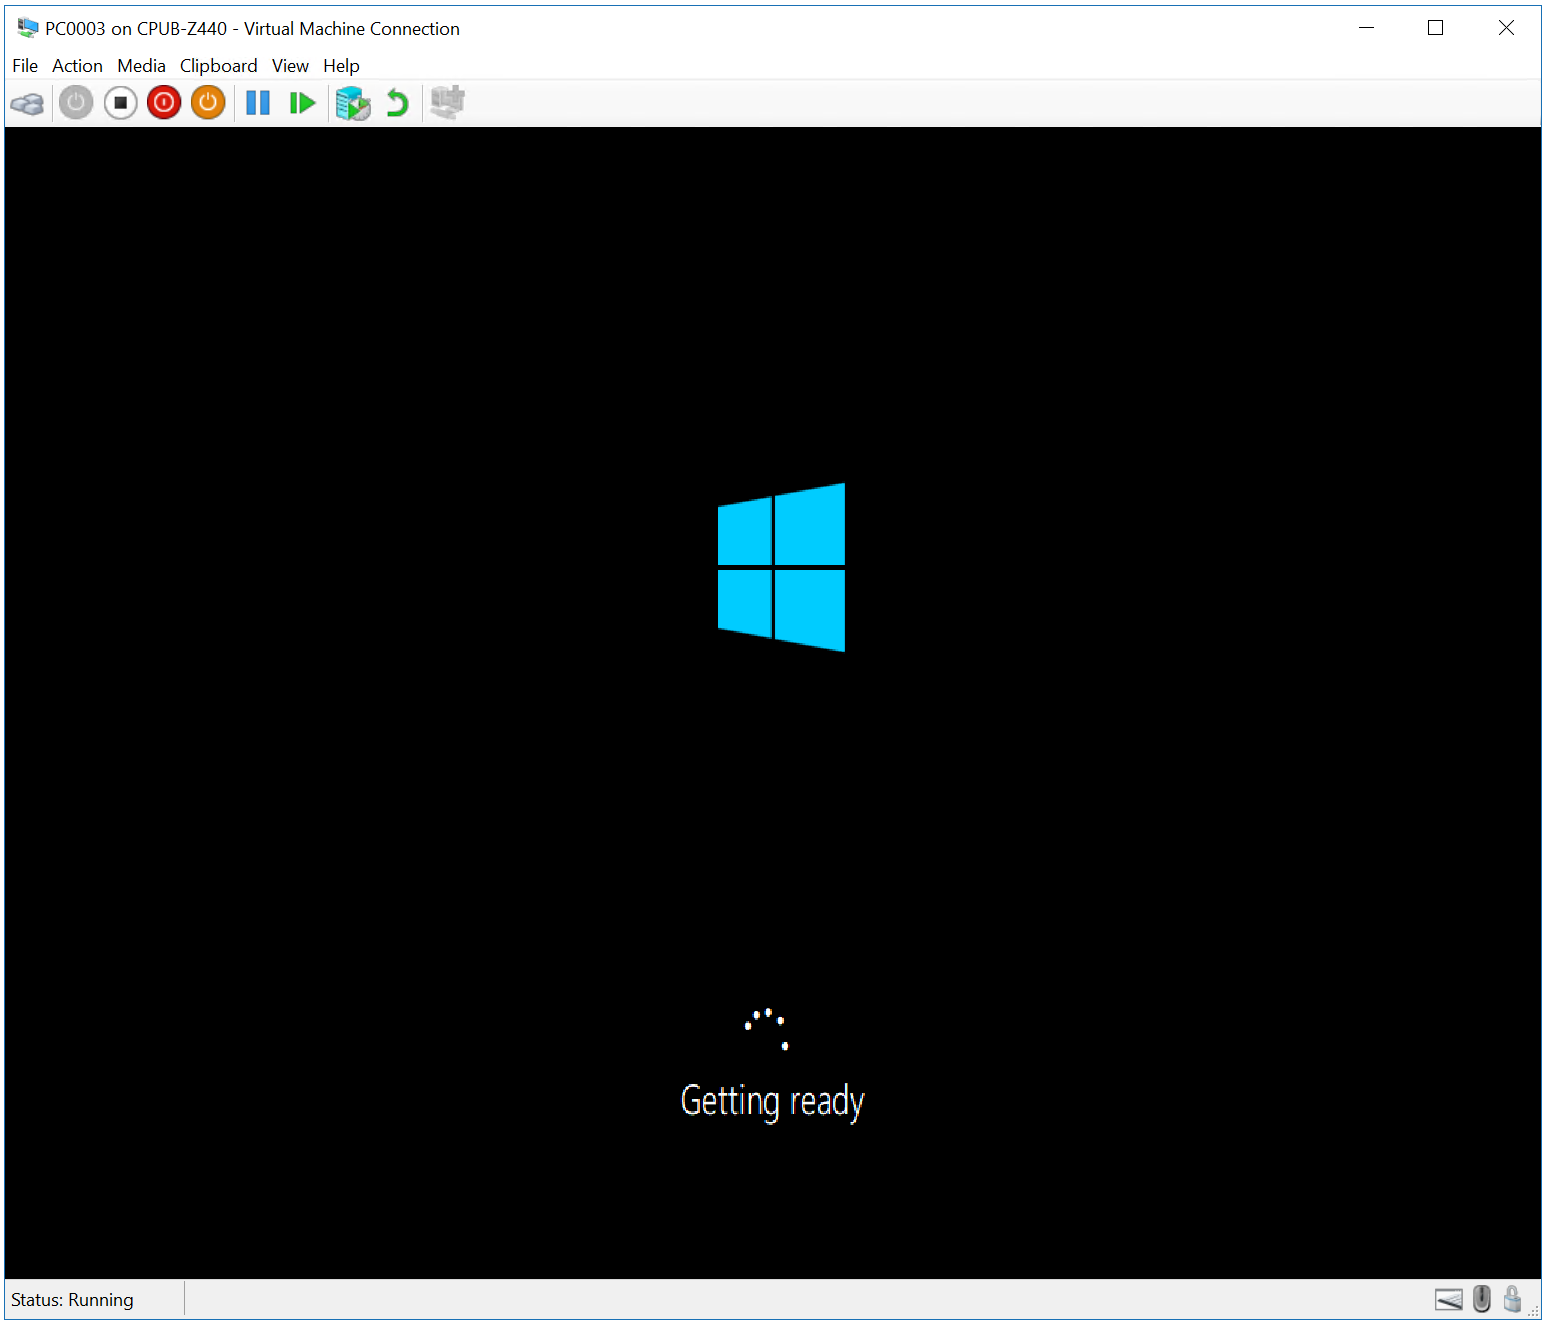 PC0003 on CPUB-Z440 - Virtual Machine Connection
File Action Media Clipboard View Help
Getting ready
Status: Running